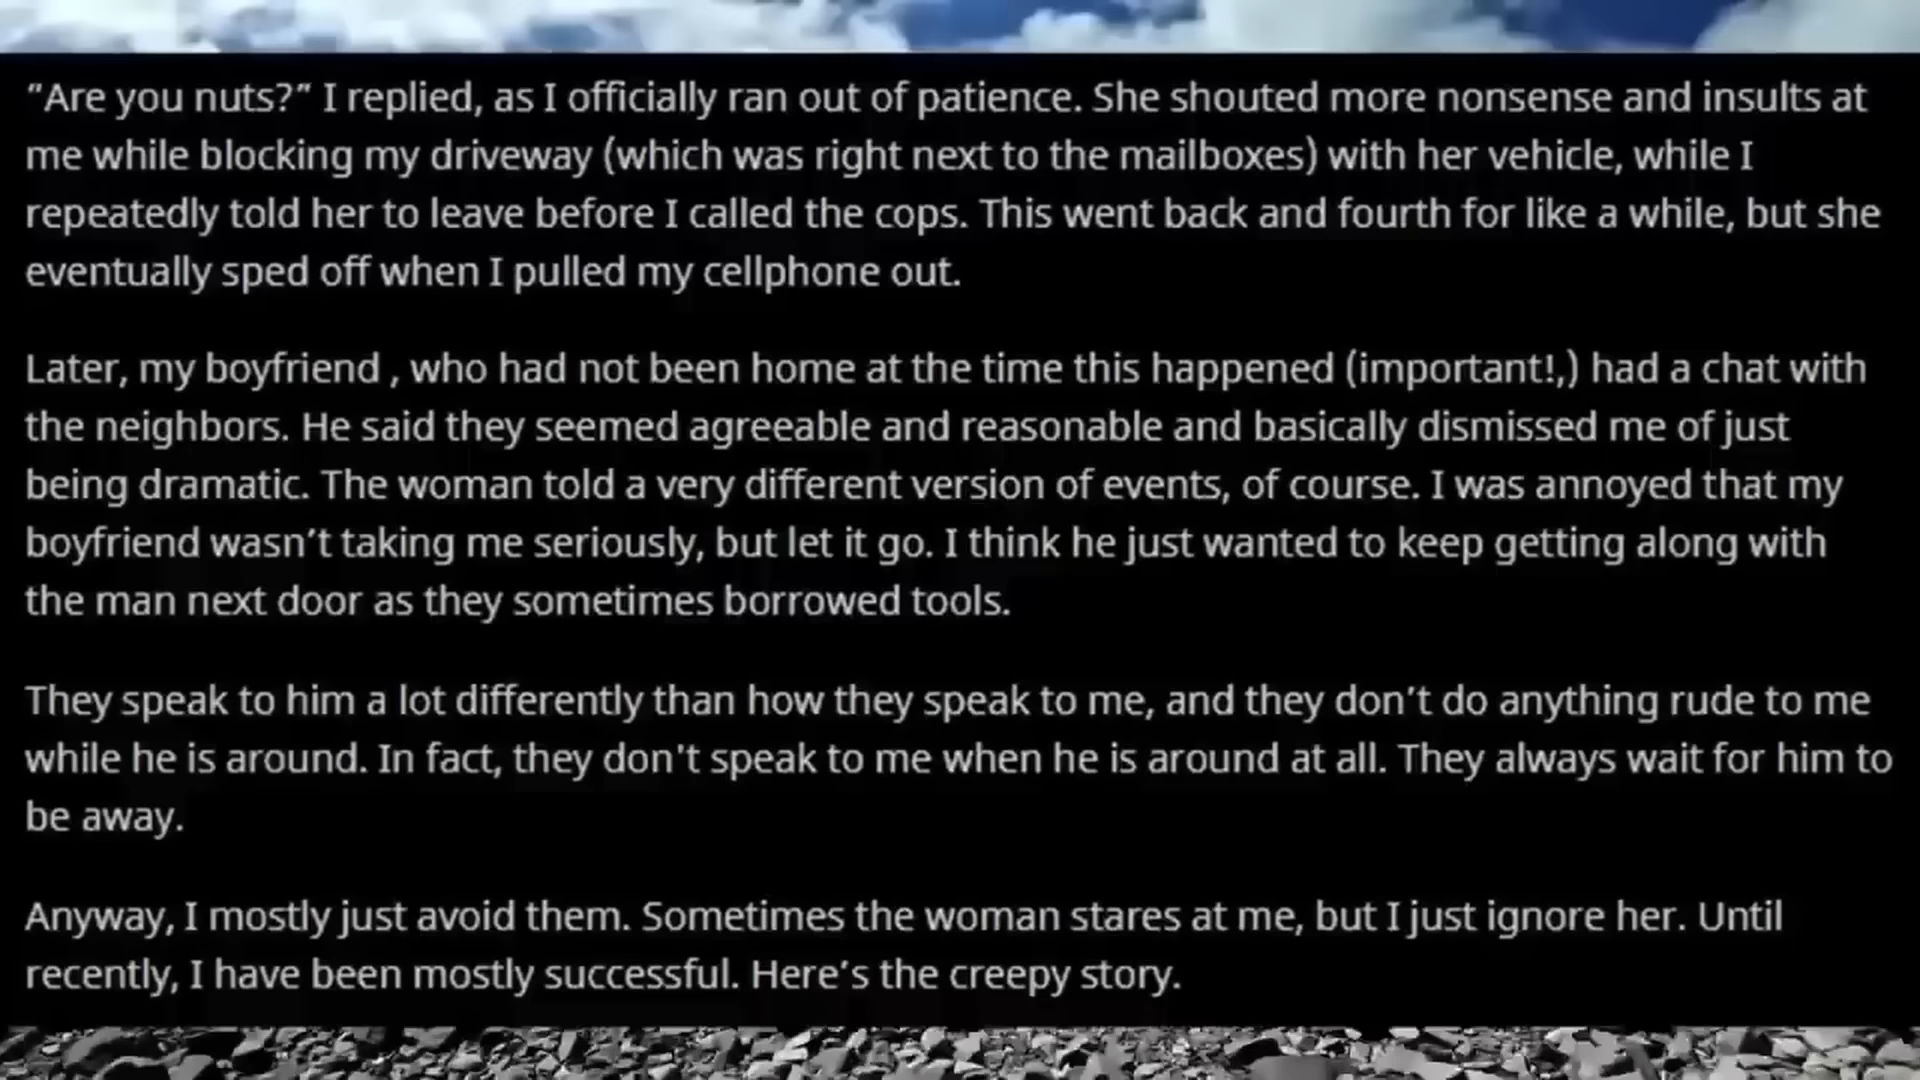 "Are you nuts?" I replied, as I officially ran out of patience. She shouted more nonsense and insults at
me while blocking my driveway (which was right next to the mailboxes) with her vehicle, while I
repeatedly told her to leave before I called the cops. This went back and fourth for like a while, but she
eventually sped off when I pulled my cellphone out.
Later, my boyfriend , who had not been home at the time this happened (important!,) had a chat with
the neighbors. He said they seemed agreeable and reasonable and basically dismissed me of just
being dramatic. The woman told a very different version of events, of course. I was annoyed that my
boyfriend wasn't taking me seriously, but let it go. I think he just wanted to keep getting along with
the man next door as they sometimes borrowed tools.
They speak to him a lot differently than how they speak to me, and they don't do anything rude to me
while he is around. In fact, they don't speak to me when he is around at all. They always wait for him to
be away.
Anyway, I mostly just avoid them. Sometimes the woman stares at me, but I just ignore her. Until
recently, I have been mostly successful. Here's the creepy story.